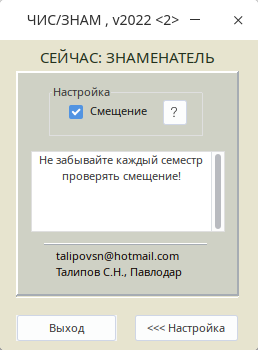 ЧИС/ЗНАМ , v2022 <2>
СЕЙЧАС: ЗНАМЕНАТЕЛЬ
Настройка
Смещение
?
Не забывайте каждый семестр
проверять смещение!
talipovsn@hotmail.com
Талипов С.Н., Павлодар
Выход
<<< Настройка